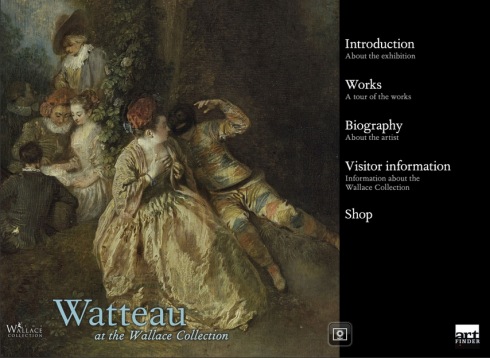 Introduction
About the exhibition
Works
A tour of the works
Biography
About the artist
Visitor information
Information about the
Wallace Collection
Shop
Watteau
at the Wallace Collection
WALLACE
COLLECTION
art
FINDER